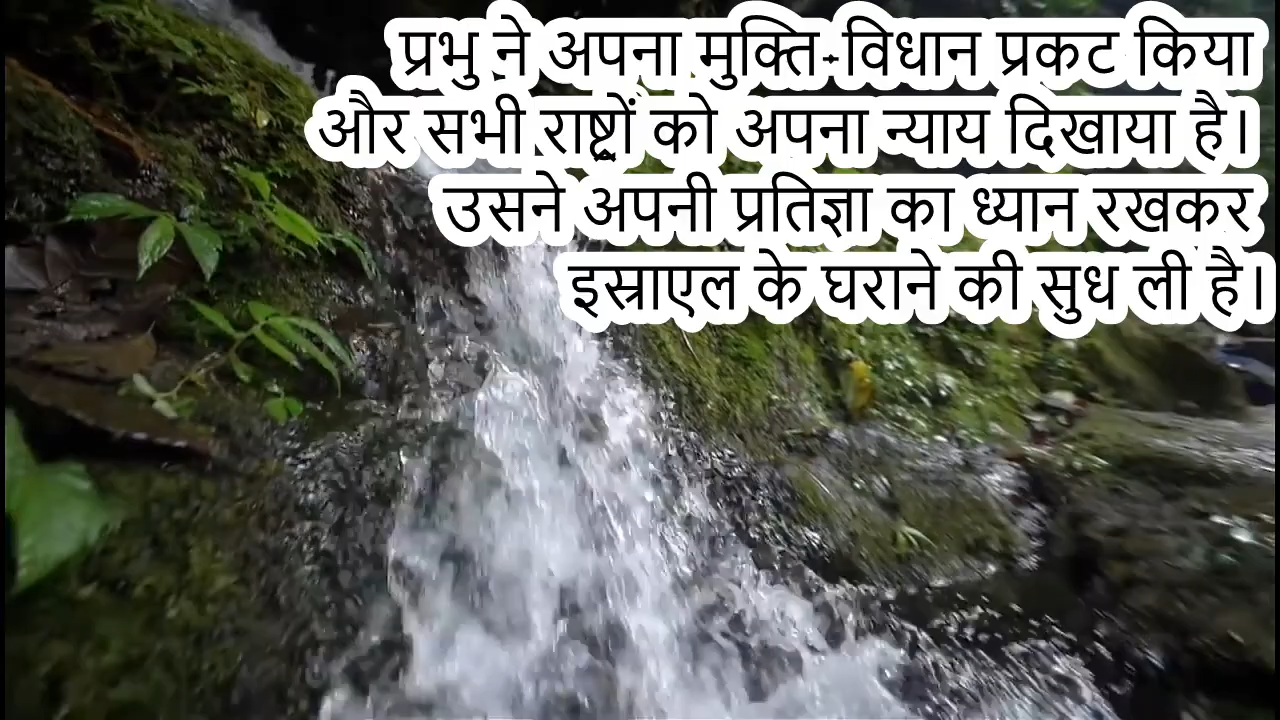 प्रभु ने अपना मुक्ति-विधान प्रकट किया
और सभी राष्ट्रों को अपना न्याय दिखाया है।
उसने अपनी प्रतिज्ञा का ध्यान रखकर
इस्राएल के घराने की सुध ली है।